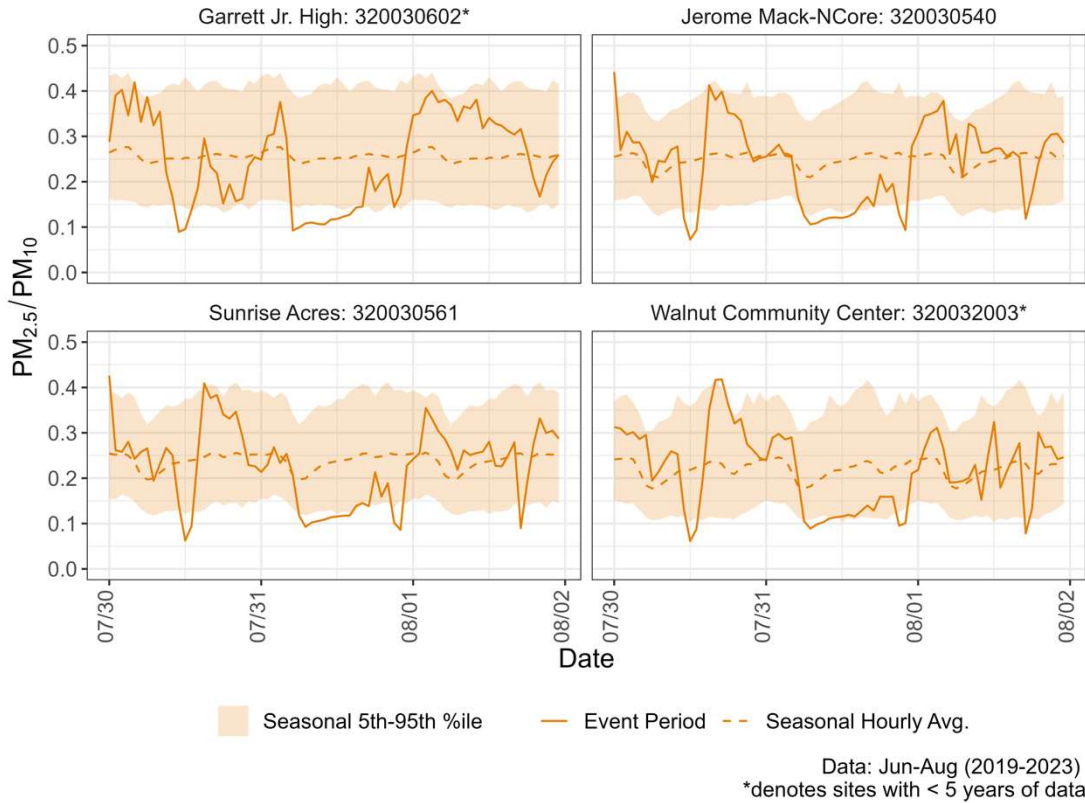 Garrett Jr. High: 320030602*
Jerome Mack-NCore: 320030540
0.5
0.4
0.3
0.2
0.1
0.0
Sunrise Acres: 320030561
Walnut Community Center: 320032003*
0.5
0.4
0.3
0.2
0.1
0.0
PM2.5/PM10
07/30
07/31
08/01
08/02
07/30
07/31
08/01
08/02
Date
Seasonal 5th-95th %ile
Event Period
Seasonal Hourly Avg.
Data: Jun-Aug (2019-2023)
*denotes sites with < 5 years of data